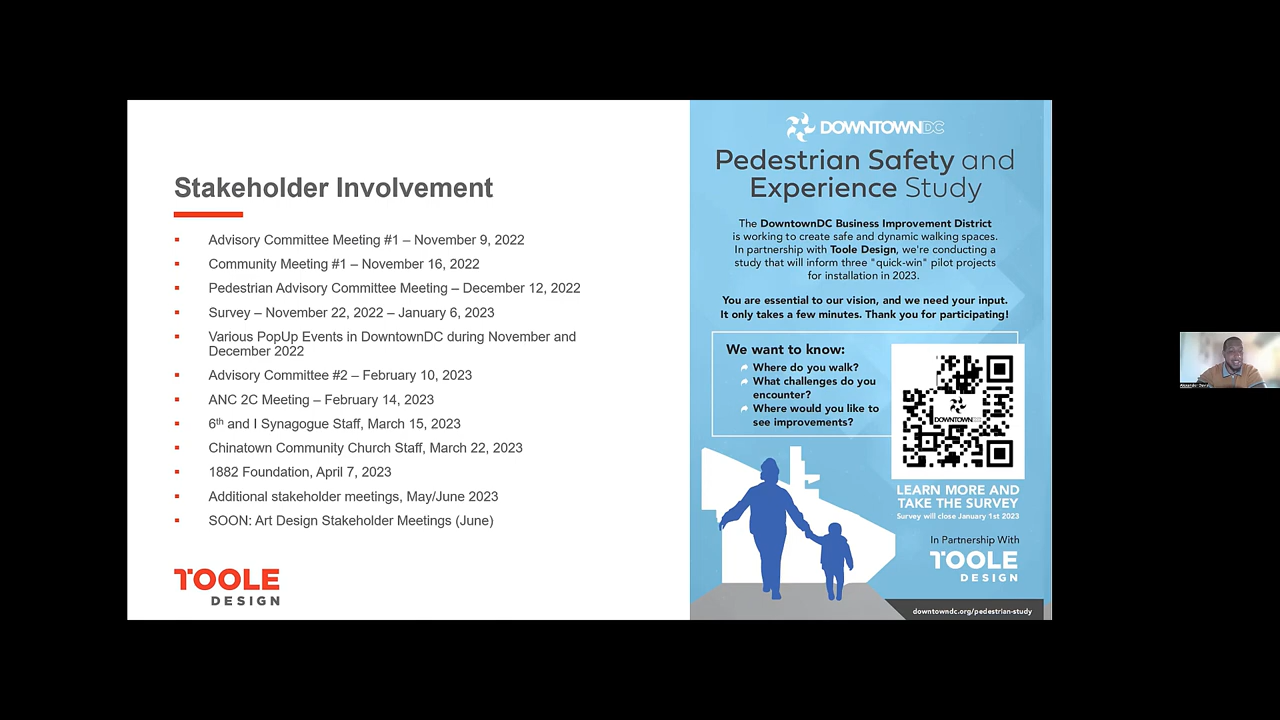 Stakeholder Involvement
Advisory Committee Meeting #1 – November 9, 2022
Community Meeting #1 – November 16, 2022
Pedestrian Advisory Committee Meeting – December 12, 2022
Survey – November 22, 2022 – January 6, 2023
Various PopUp Events in DowntownDC during November and
December 2022
Advisory Committee #2 – February 10, 2023
ANC 2C Meeting – February 14, 2023
6th and I Synagogue Staff, March 15, 2023
Chinatown Community Church Staff, March 22, 2023
1882 Foundation, April 7, 2023
Additional stakeholder meetings, May/June 2023
SOON: Art Design Stakeholder Meetings (June)
TOOLE
DESIGN
DOWNTOWNDC
Pedestrian Safety and
Experience Study
The DowntownDC Business Improvement District
is working to create safe and dynamic walking spaces.
In partnership with Toole Design, we're conducting a
study that will inform three "quick-win" pilot projects
for installation in 2023.
You are essential to our vision, and we need your input.
It only takes a few minutes. Thank you for participating!
We want to know:
Where do you walk?
What challenges do you
encounter?
Where would you like to
see improvements?
DOWNTOWNDC
LEARN MORE AND
TAKE THE SURVEY
Survey will close January 1st 2023
In Partnership With
TOOLE
DESIGN
downtowndc.org/pedestrian-study